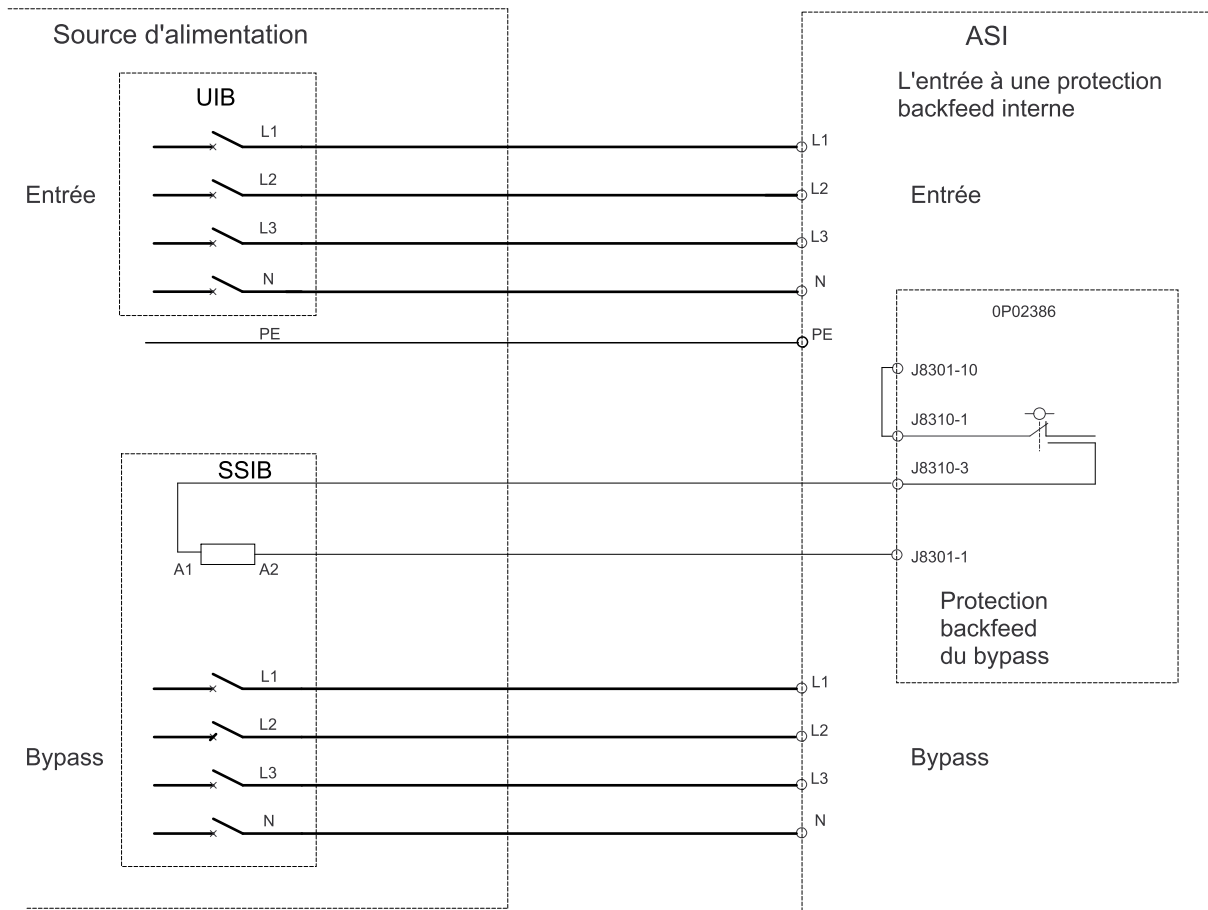 Source d'alimentation
ASI
L'entrée à une protection
backfeed interne
UIB
L1
L1
L2
L2
Entrée
Entrée
L3
L3
N
N
PE
PE
0P02386
J8301-10
J8310-1
SSIB
J8310-3
A1
A2
J8301-1
Protection
backfeed
du bypass
L1
L1
L2
L2
Bypass
Bypass
L3
L3
N
N